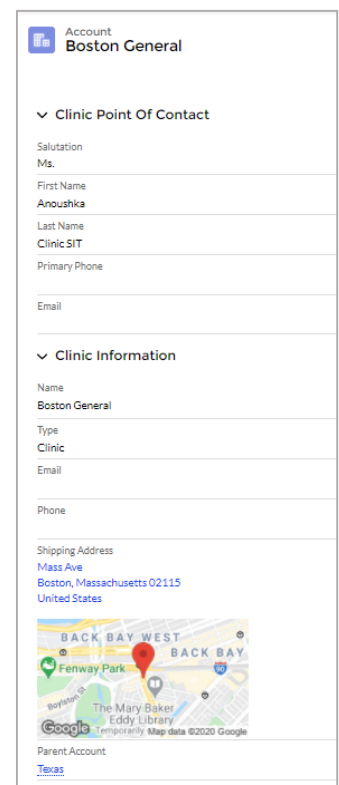 Account
Boston General
Clinic Point Of Contact
Salutation
Ms.
First Name
Anoushka
Last Name
Clinic SIT
Primary Phone
Email
Clinic Information
Name
Boston General
Type
Clinic
Email
Phone
Shipping Address
Mass Ave
Boston, Massachusetts 02115
United States
BACK BAY WEST
BACK BAY
Fenway Park
90
Boylston St
The Mary Baker
Eddy Library
Google
Temporarily
Map data ©2020 Google
Parent Account
Texas